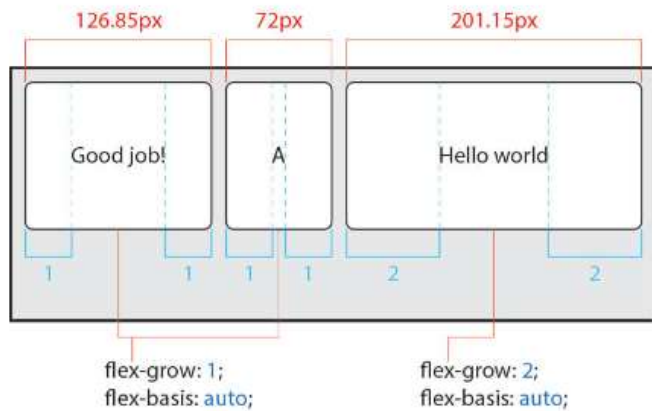 126.85px 72px 201.15px
Good job! A Hello world
1 1 1 1 2 2
flex-grow: 1; flex-grow: 2;
flex-basis: auto; flex-basis: auto;